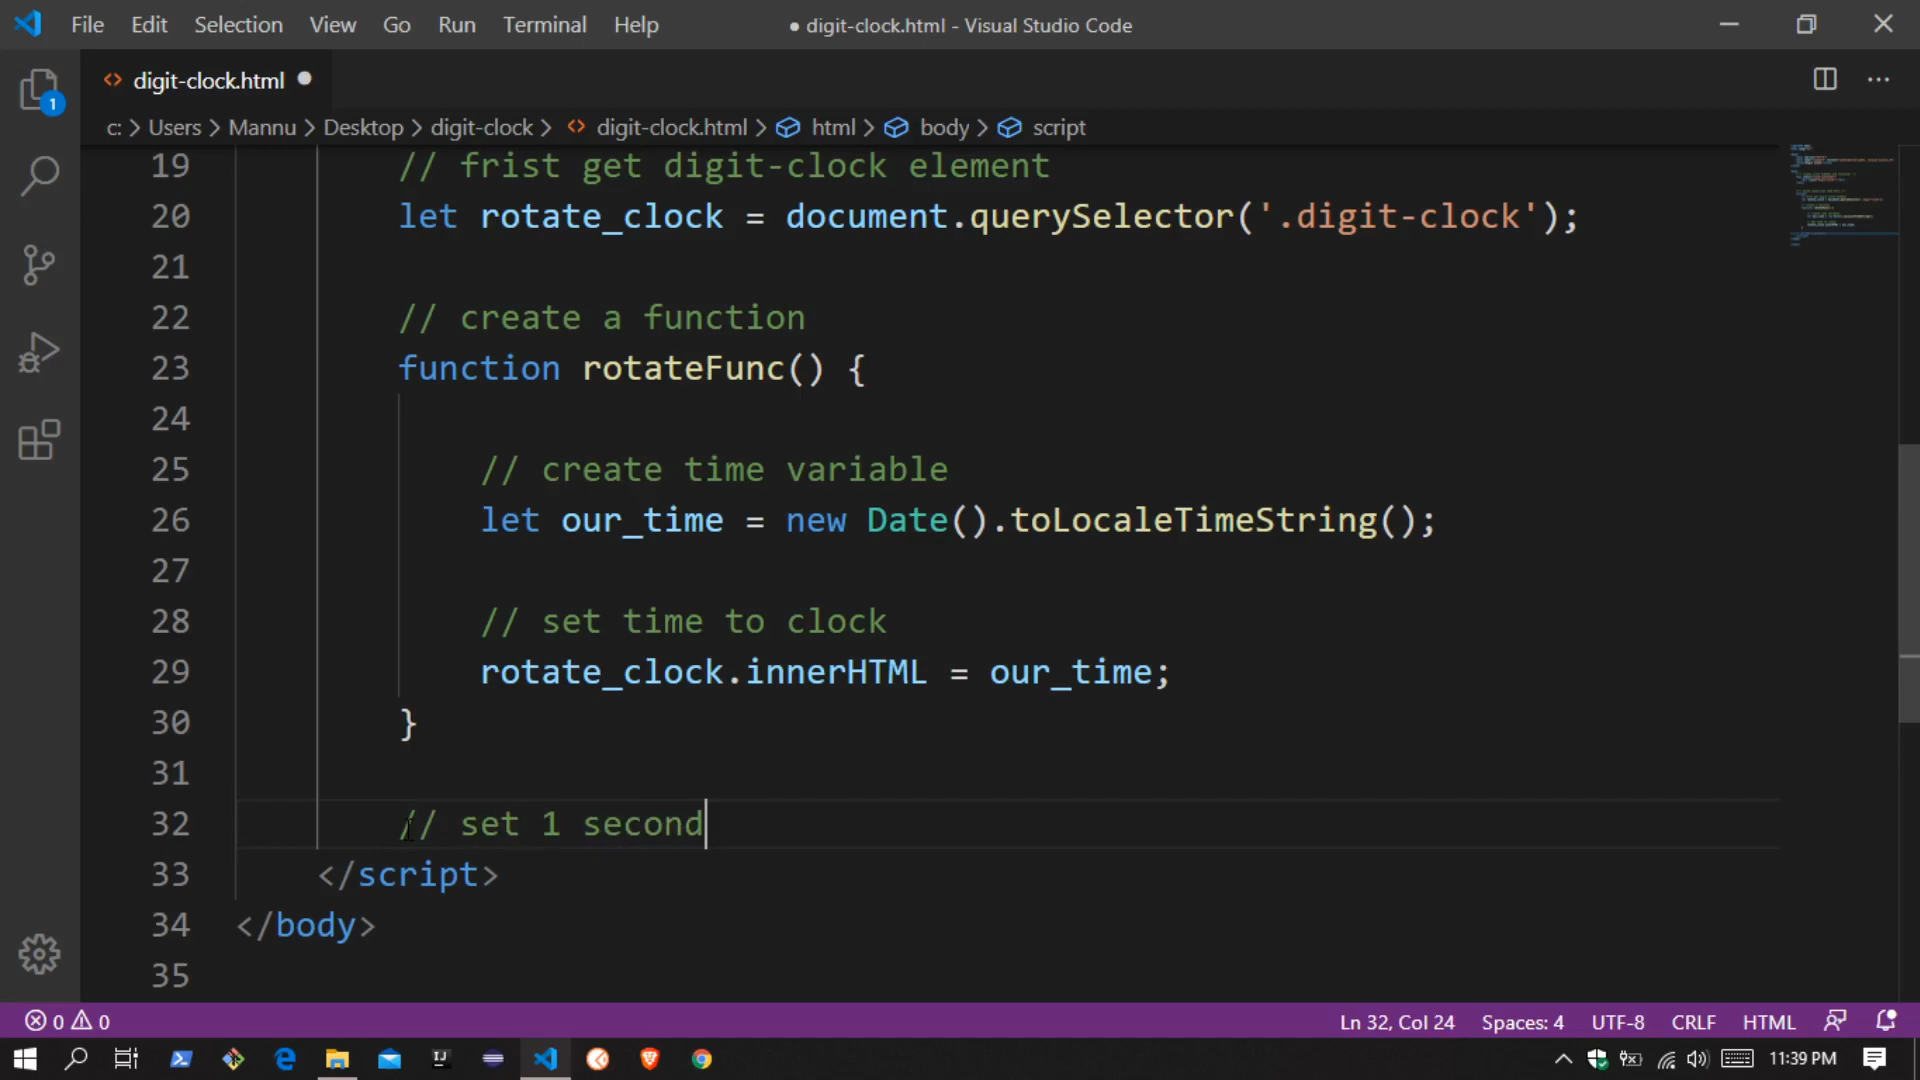 File Edit Selection View Go Run Terminal Help ● digit-clock.html - Visual Studio Code
digit-clock.html
c: > Users > Mannu > Desktop > digit-clock > digit-clock.html > html > body > script
1
19 // frist get digit-clock element
20 let rotate_clock = document.querySelector('.digit-clock');
21
22 // create a function
23 function rotateFunc() {
24
25 // create time variable
26 let our_time = new Date().toLocaleTimeString();
27
28 // set time to clock
29 rotate_clock.innerHTML = our_time;
30 }
31
32 // set 1 second
33 </script>
34 </body>
35
0 0 Ln 32, Col 24 Spaces: 4 UTF-8 CRLF HTML
IJ 11:39 PM